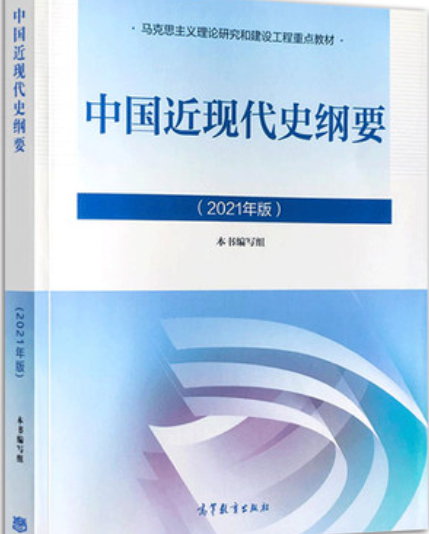 中国近现代史纲要
(2021年版)
本书编写组
·马克思主义理论研究和建设工程重点教材·
中国近现代史纲要
(2021年版)
本书编写组
高等教育出版社